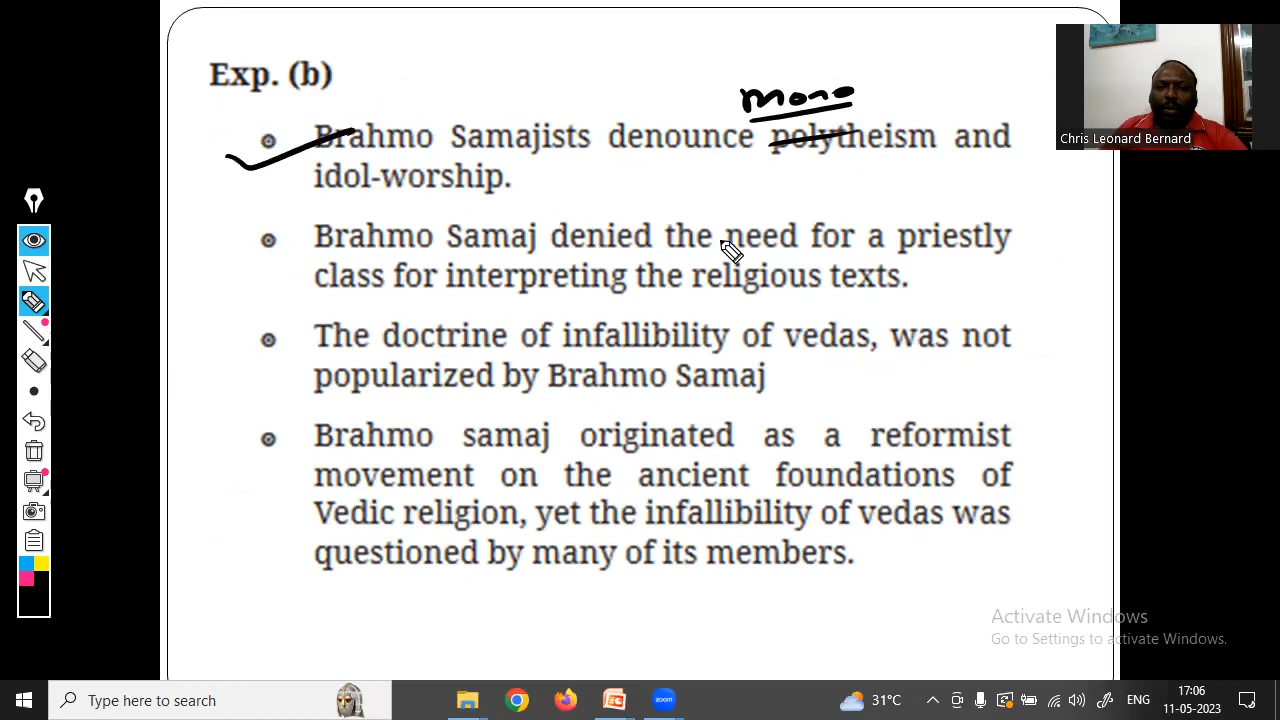 Exp. (b)
mono
Brahmo Samajists denounce polytheism and
idol-worship.
Brahmo Samaj denied the need for a priestly
class for interpreting the religious texts.
The doctrine of infallibility of vedas, was not
popularized by Brahmo Samaj
Brahmo samaj originated as a reformist
movement on the ancient foundations of
Vedic religion, yet the infallibility of vedas was
questioned by many of its members.
Chris Leonard Bernard
Activate Windows
Go to Settings to activate Windows.
Type here to search
zoom
31°C
ENG
17:06
11-05-2023